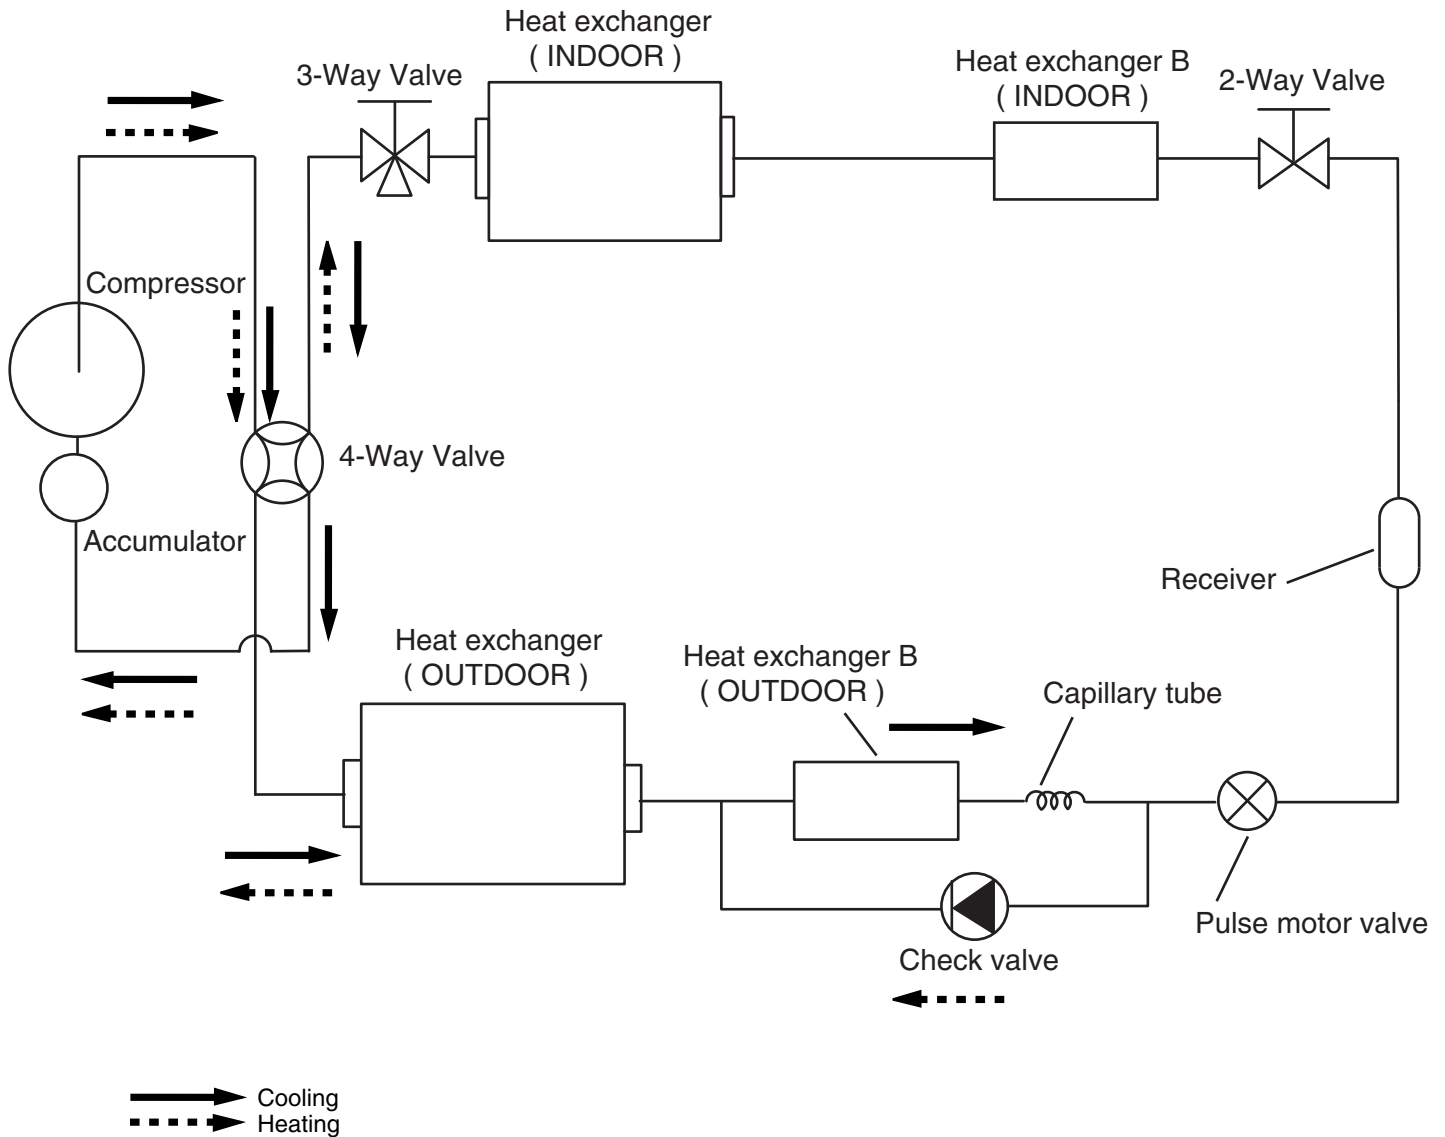 Heat exchanger
( INDOOR )
3-Way Valve
Heat exchanger B
( INDOOR )
2-Way Valve
Compressor
4-Way Valve
Accumulator
Receiver
Heat exchanger
( OUTDOOR )
Heat exchanger B
( OUTDOOR )
Capillary tube
Pulse motor valve
Check valve
Cooling
Heating